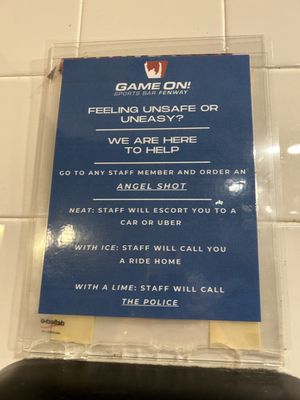 GAME ON!
SPORTS BAR FENWAY
FEELING UNSAFE OR
UNEASY?
WE ARE HERE
TO HELP
GO TO ANY STAFF MEMBER AND ORDER AN
ANGEL SHOT
NEAT: STAFF WILL ESCORT YOU TO A
CAR OR UBER
WITH ICE: STAFF WILL CALL YOU
A RIDE HOME
WITH A LIME: STAFF WILL CALL
THE POLICE